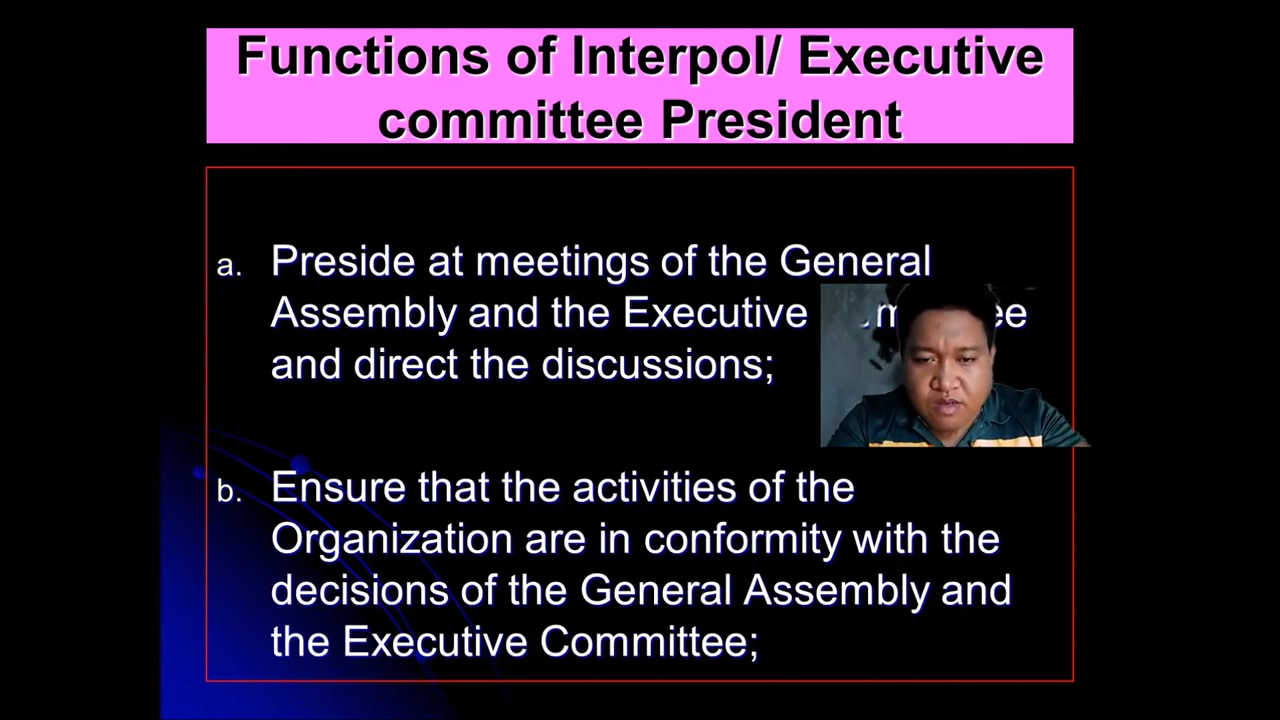 Functions of Interpol/ Executive
committee President
a. Preside at meetings of the General
Assembly and the Executive
and direct the discussions;
b. Ensure that the activities of the
Organization are in conformity with the
decisions of the General Assembly and
the Executive Committee;